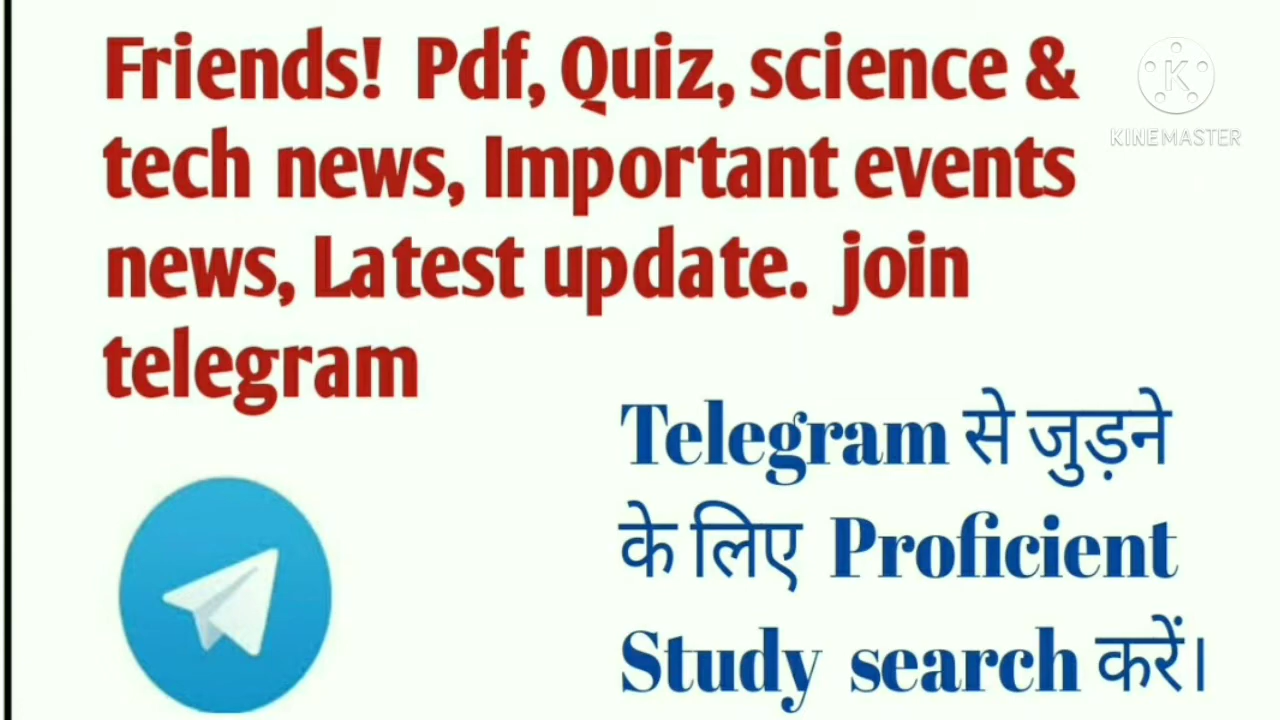 Friends! Pdf, Quiz, science &
tech news, Important events
news, Latest update. join
telegram
K
KINEMASTER
Telegram से जुड़ने
के लिए Proficient
Study search करें।